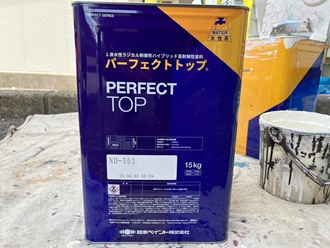 PERFECT SERIES
WATER
水性系
1液水性ラジカル制御形ハイブリッド高耐候性塗料
パーフェクトトップ®
PERFECT
TOP
ND-503
15kg
日本ペイント株式会社